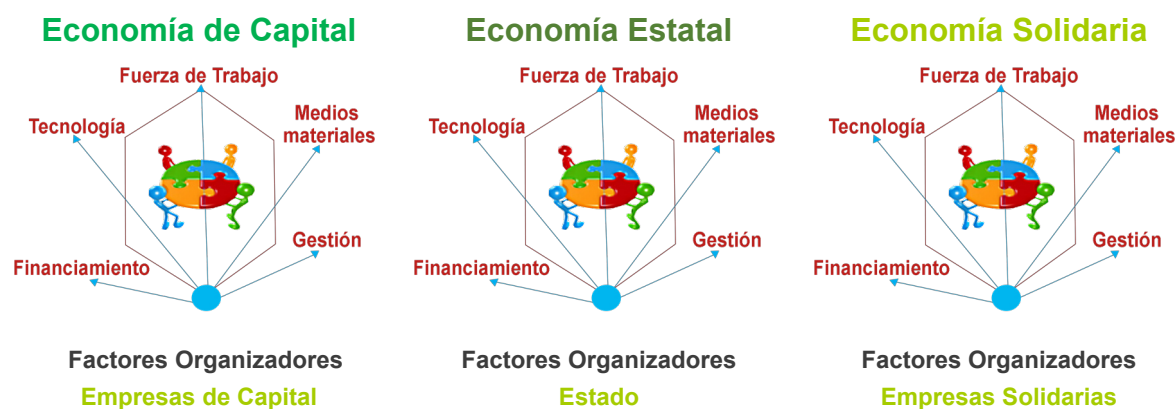 Economía de Capital
Fuerza de Trabajo
Tecnología
Medios
materiales
Gestión
Financiamiento
Factores Organizadores
Empresas de Capital
Economía Estatal
Fuerza de Trabajo
Tecnología
Medios
materiales
Gestión
Financiamiento
Factores Organizadores
Estado
Economía Solidaria
Fuerza de Trabajo
Tecnología
Medios
materiales
Gestión
Financiamiento
Factores Organizadores
Empresas Solidarias